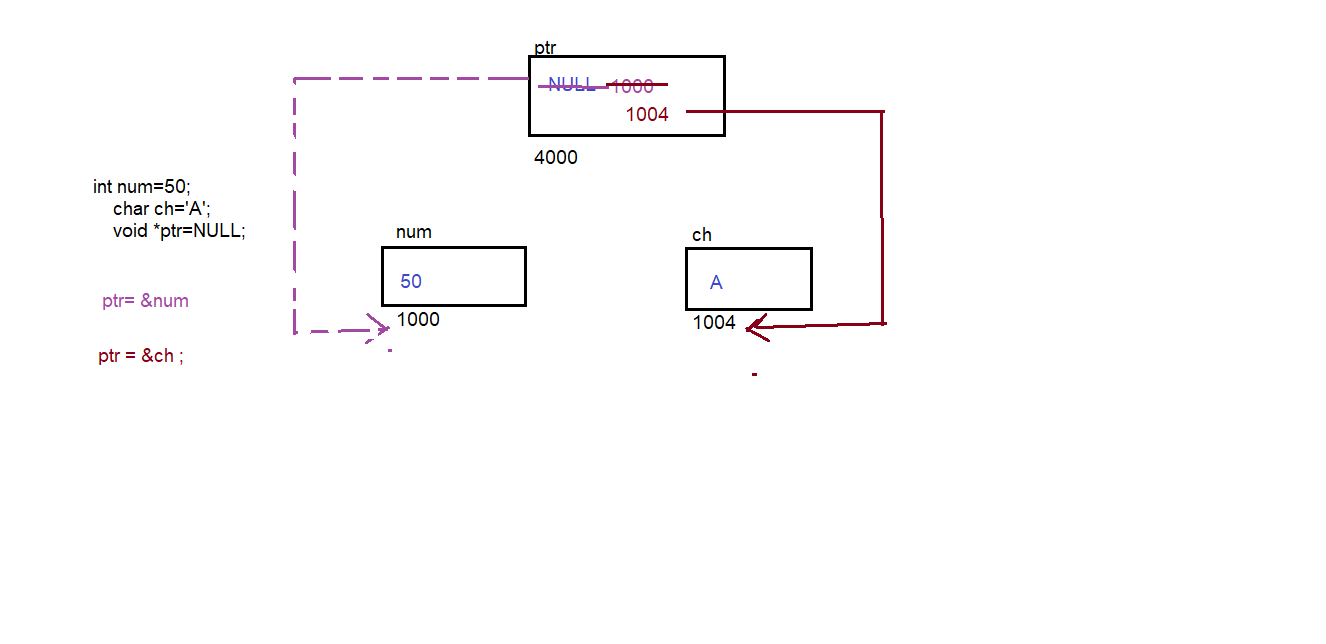 ptr
NULL 1000
1004
4000
int num=50;
char ch='A';
void *ptr=NULL;
num
50
1000
ch
A
1004
ptr= &num
ptr = &ch ;